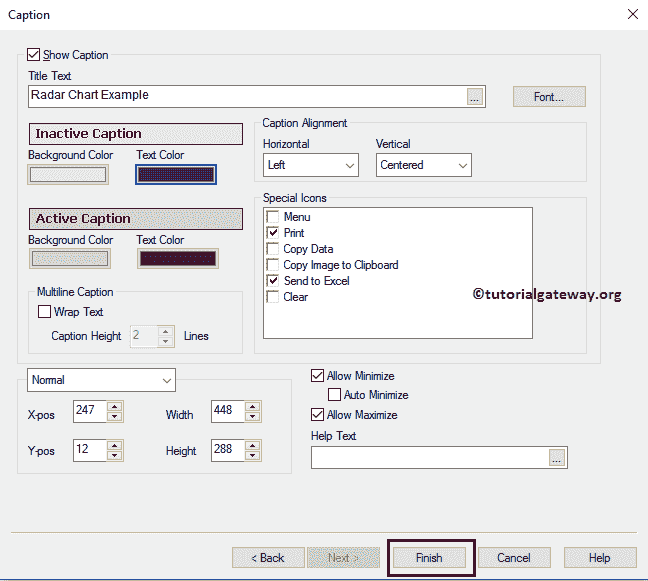 Caption
Show Caption
Title Text
Radar Chart Example
...
Font...
Inactive Caption
Background Color
Text Color
Caption Alignment
Horizontal
Vertical
Left
Centered
Active Caption
Background Color
Text Color
Special Icons
Menu
Print
Copy Data
Copy Image to Clipboard
Send to Excel
Clear
©tutorialgateway.org
Multiline Caption
Wrap Text
Caption Height 2 Lines
Normal
X-pos 247 Width 448
Y-pos 12 Height 288
Allow Minimize
Auto Minimize
Allow Maximize
Help Text
...
< Back Next > Finish Cancel Help